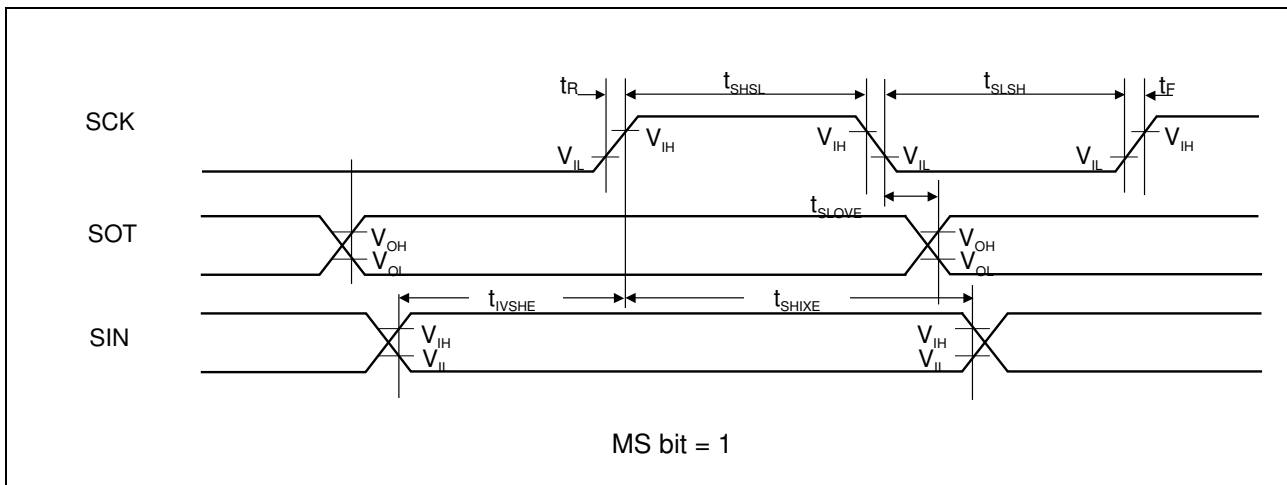 tR tSHSL tSLSH tF
SCK
VIH VIH VIH
VIL VIL VIL
tSLOVE
SOT
VOH VOH
VOL VOL
tIVSHE tSHIXE
SIN
VIH VIH
VIL VIL
MS bit = 1